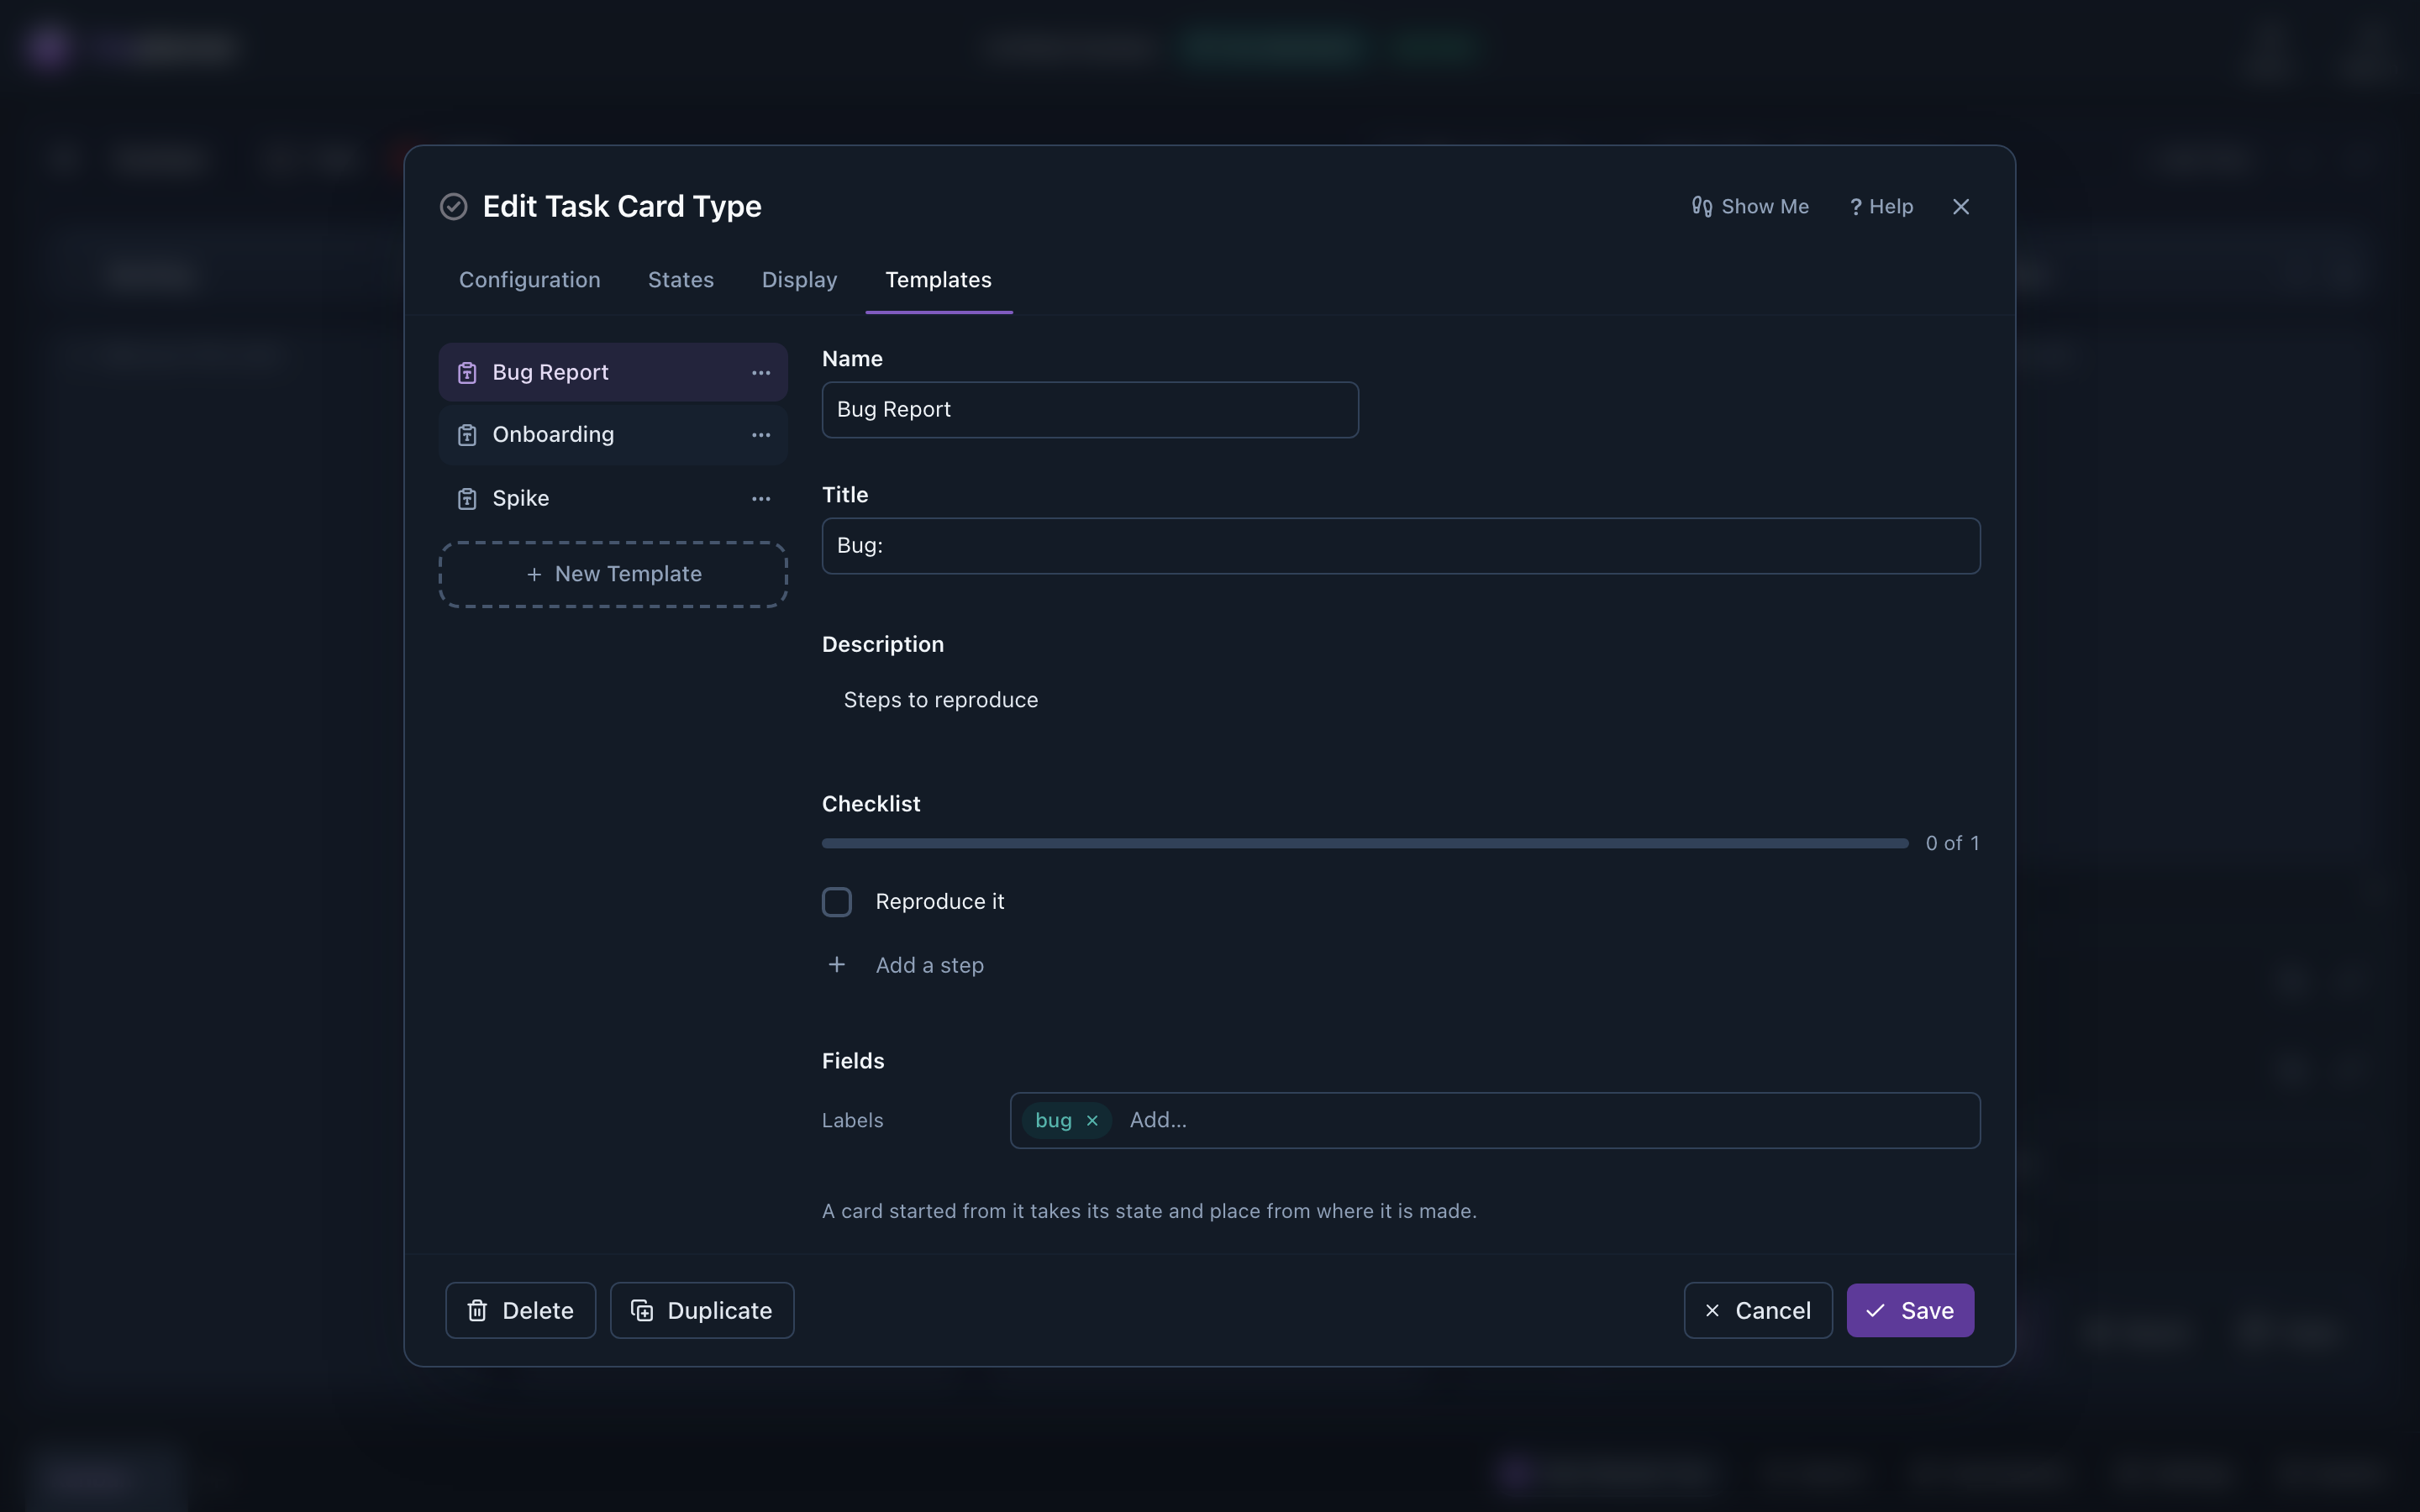 Edit Task Card Type
Show Me
? Help
Configuration
States
Display
Templates
Bug Report
Onboarding
Spike
+ New Template
Name
Bug Report
Title
Bug:
Description
Steps to reproduce
Checklist
0 of 1
Reproduce it
+ Add a step
Fields
Labels
bug ×
Add...
A card started from it takes its state and place from where it is made.
Delete
Duplicate
Cancel
Save